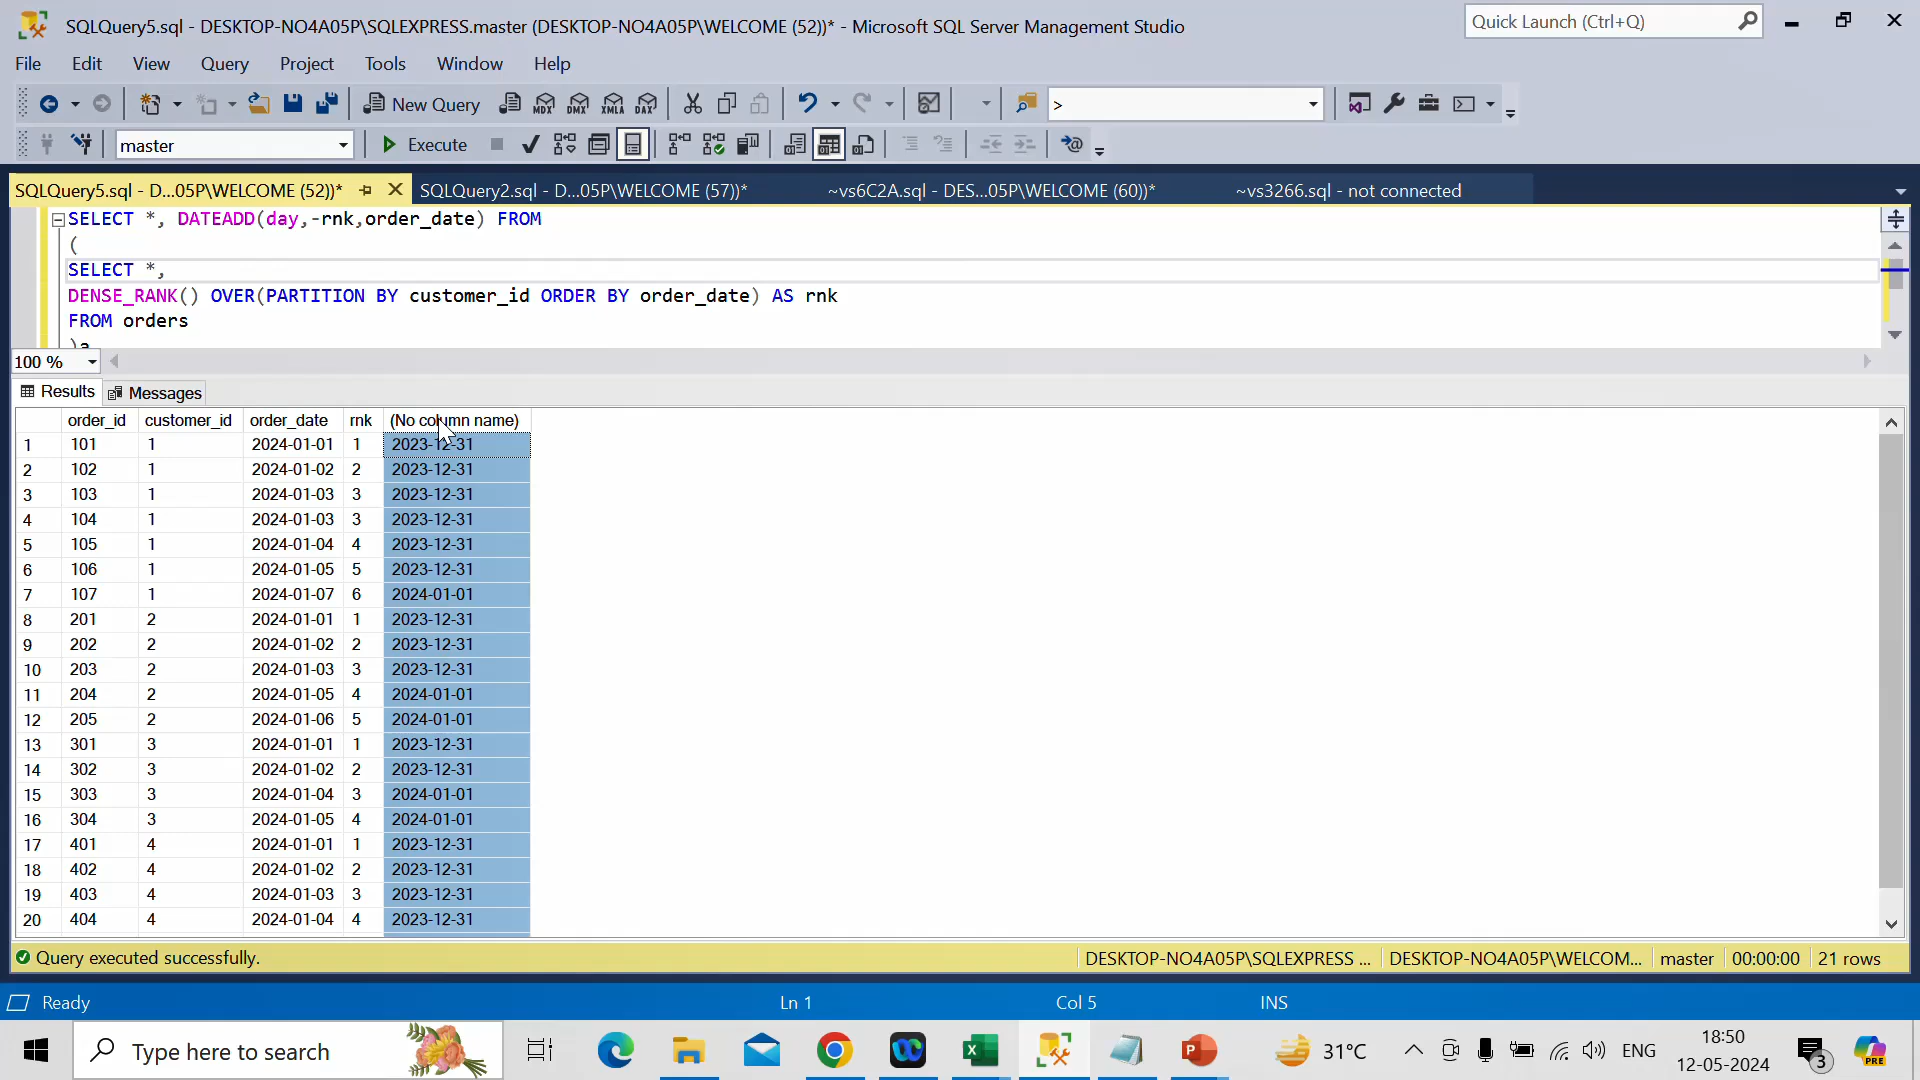 SQLQuery5.sql - DESKTOP-NO4A05P\SQLEXPRESS.master (DESKTOP-NO4A05P\WELCOME (52))* - Microsoft SQL Server Management Studio
Quick Launch (Ctrl+Q)
File Edit View Query Project Tools Window Help
New Query MDX DMX XMLA DAX >
master Execute
SQLQuery5.sql - D...05P\WELCOME (52))* SQLQuery2.sql - D...05P\WELCOME (57))* ~vs6C2A.sql - DES...05P\WELCOME (60))* ~vs3266.sql - not connected
SELECT *, DATEADD(day,-rnk,order_date) FROM
(
SELECT *,
DENSE_RANK() OVER(PARTITION BY customer_id ORDER BY order_date) AS rnk
FROM orders
)a
100 %
Results Messages
order_id customer_id order_date rnk (No column name)
1 101 1 2024-01-01 1 2023-12-31
2 102 1 2024-01-02 2 2023-12-31
3 103 1 2024-01-03 3 2023-12-31
4 104 1 2024-01-03 3 2023-12-31
5 105 1 2024-01-04 4 2023-12-31
6 106 1 2024-01-05 5 2023-12-31
7 107 1 2024-01-07 6 2024-01-01
8 201 2 2024-01-01 1 2023-12-31
9 202 2 2024-01-02 2 2023-12-31
10 203 2 2024-01-03 3 2023-12-31
11 204 2 2024-01-05 4 2024-01-01
12 205 2 2024-01-06 5 2024-01-01
13 301 3 2024-01-01 1 2023-12-31
14 302 3 2024-01-02 2 2023-12-31
15 303 3 2024-01-04 3 2024-01-01
16 304 3 2024-01-05 4 2024-01-01
17 401 4 2024-01-01 1 2023-12-31
18 402 4 2024-01-02 2 2023-12-31
19 403 4 2024-01-03 3 2023-12-31
20 404 4 2024-01-04 4 2023-12-31
Query executed successfully. DESKTOP-NO4A05P\SQLEXPRESS ... DESKTOP-NO4A05P\WELCOM... master 00:00:00 21 rows
Ready Ln 1 Col 5 INS
Type here to search 31°C ENG 18:50
12-05-2024 3 PRE